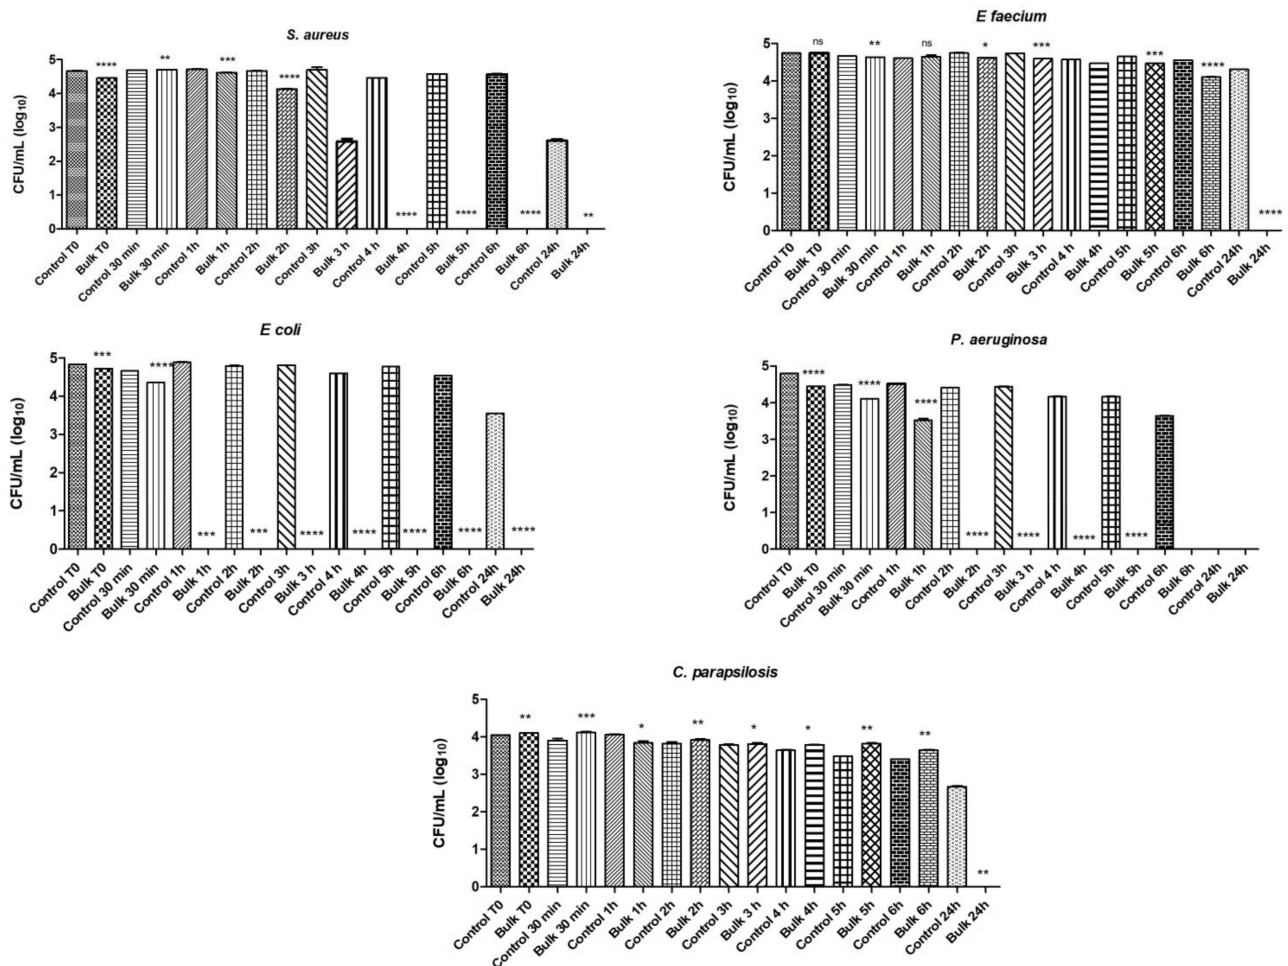 S. aureus
CFU/mL (log10)
5
4
3
2
1
0
**** ** *** **** **** **** **** **
Control T0
Bulk T0
Control 30 min
Bulk 30 min
Control 1h
Bulk 1h
Control 2h
Bulk 2h
Control 3h
Bulk 3 h
Control 4 h
Bulk 4h
Control 5h
Bulk 5h
Control 6h
Bulk 6h
Control 24h
Bulk 24h
E faecium
CFU/mL (log10)
5
4
3
2
1
0
ns ** ns * *** *** **** ****
Control T0
Bulk T0
Control 30 min
Bulk 30 min
Control 1h
Bulk 1h
Control 2h
Bulk 2h
Control 3h
Bulk 3 h
Control 4 h
Bulk 4h
Control 5h
Bulk 5h
Control 6h
Bulk 6h
Control 24h
Bulk 24h
E coli
CFU/mL (log10)
5
4
3
2
1
0
*** **** *** *** **** **** **** **** ****
Control T0
Bulk T0
Control 30 min
Bulk 30 min
Control 1h
Bulk 1h
Control 2h
Bulk 2h
Control 3h
Bulk 3 h
Control 4 h
Bulk 4h
Control 5h
Bulk 5h
Control 6h
Bulk 6h
Control 24h
Bulk 24h
P. aeruginosa
CFU/mL (log10)
5
4
3
2
1
0
**** **** **** **** **** **** ****
Control T0
Bulk T0
Control 30 min
Bulk 30 min
Control 1h
Bulk 1h
Control 2h
Bulk 2h
Control 3h
Bulk 3 h
Control 4 h
Bulk 4h
Control 5h
Bulk 5h
Control 6h
Bulk 6h
Control 24h
Bulk 24h
C. parapsilosis
CFU/mL (log10)
5
4
3
2
1
0
** *** * ** * * ** ** **
Control T0
Bulk T0
Control 30 min
Bulk 30 min
Control 1h
Bulk 1h
Control 2h
Bulk 2h
Control 3h
Bulk 3 h
Control 4 h
Bulk 4h
Control 5h
Bulk 5h
Control 6h
Bulk 6h
Control 24h
Bulk 24h